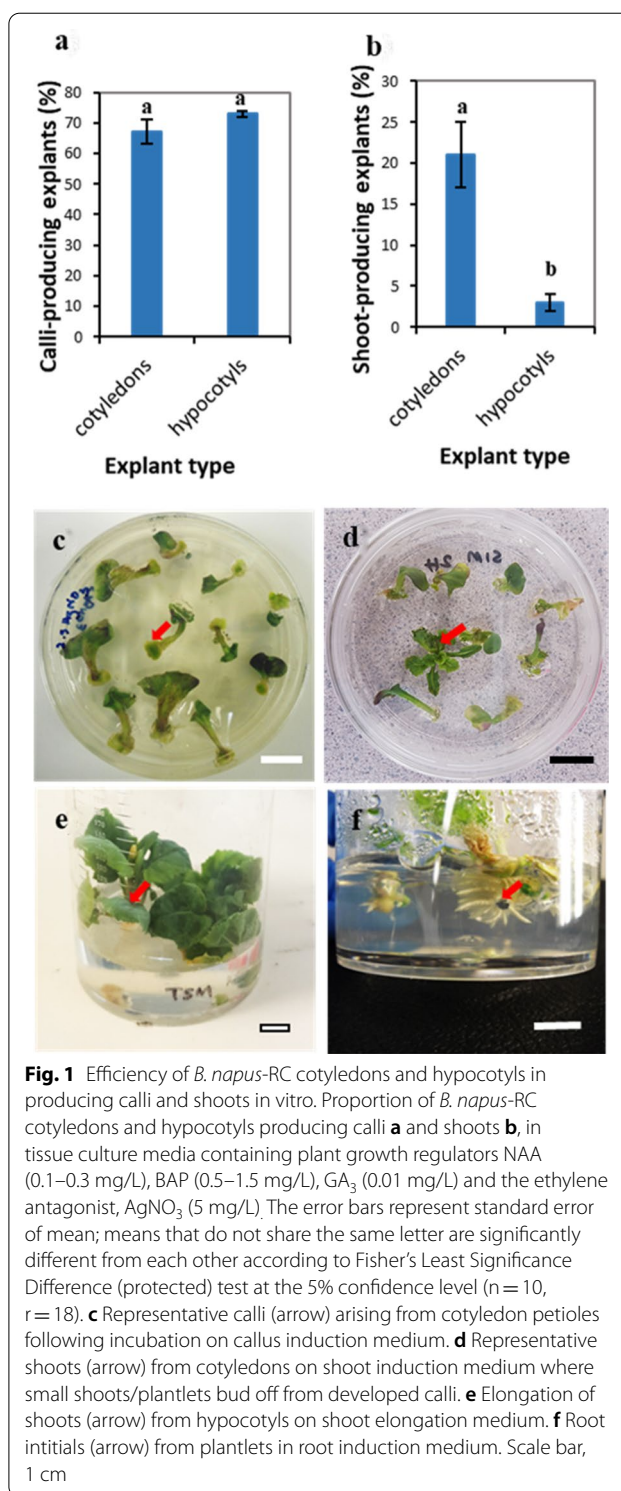 a
b
Calli-producing explants (%)
80
70
60
50
40
30
20
10
0
a
a
cotyledons
hypocotyls
Explant type
Shoot-producing explants (%)
30
25
20
15
10
5
0
a
b
cotyledons
hypocotyls
Explant type
c
d
SIM 24
e
TSM
f
Fig. 1 Efficiency of B. napus-RC cotyledons and hypocotyls in
producing calli and shoots in vitro. Proportion of B. napus-RC
cotyledons and hypocotyls producing calli a and shoots b, in
tissue culture media containing plant growth regulators NAA
(0.1–0.3 mg/L), BAP (0.5–1.5 mg/L), GA3 (0.01 mg/L) and the ethylene
antagonist, AgNO3 (5 mg/L). The error bars represent standard error
of mean; means that do not share the same letter are significantly
different from each other according to Fisher's Least Significance
Difference (protected) test at the 5% confidence level (n = 10,
r = 18). c Representative calli (arrow) arising from cotyledon petioles
following incubation on callus induction medium. d Representative
shoots (arrow) from cotyledons on shoot induction medium where
small shoots/plantlets bud off from developed calli. e Elongation of
shoots (arrow) from hypocotyls on shoot elongation medium. f Root
intitials (arrow) from plantlets in root induction medium. Scale bar,
1 cm